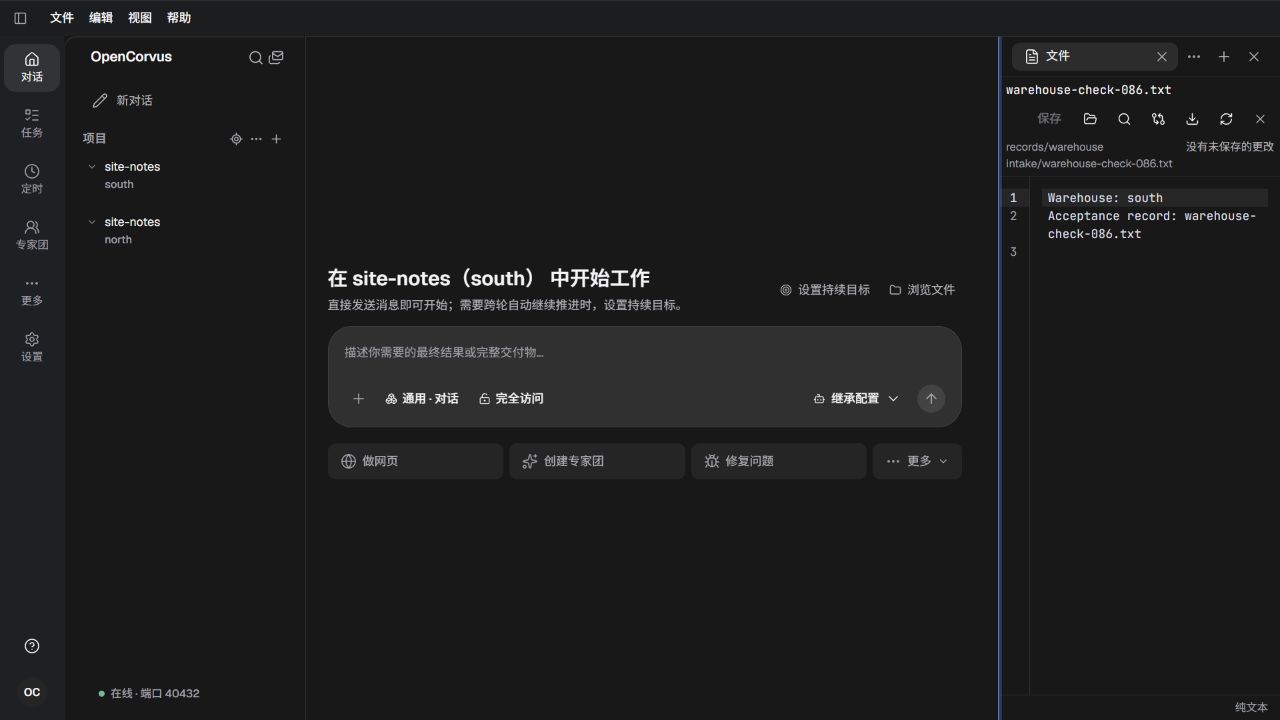 文件 编辑 视图 帮助
对话
任务
定时
专家团
更多
设置
OC
OpenCorvus
新对话
项目
site-notes
south
site-notes
north
在线 · 端口 40432
在 site-notes（south） 中开始工作
直接发送消息即可开始；需要跨轮自动继续推进时，设置持续目标。
设置持续目标 浏览文件
描述你需要的最终结果或完整交付物...
通用 · 对话 完全访问 继承配置
做网页 创建专家团 修复问题 更多
文件
warehouse-check-086.txt
保存
records/warehouse 没有未保存的更改
intake/warehouse-check-086.txt
1 Warehouse: south
2 Acceptance record: warehouse-
check-086.txt
3
纯文本